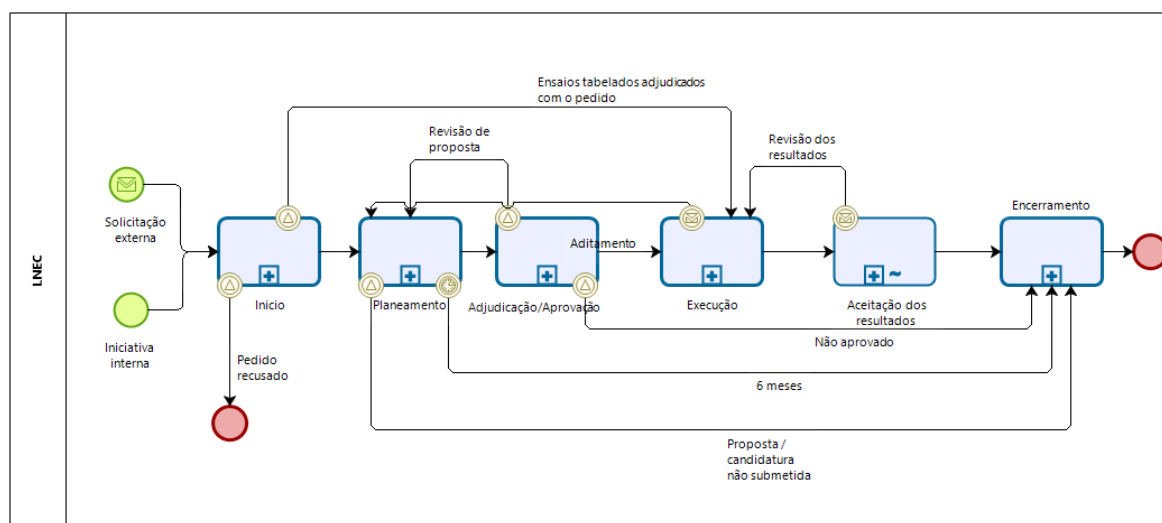 LNEC
Ensaios tabelados adjudicados
com o pedido
Revisão de
proposta
Revisão dos
resultados
Solicitação
externa
Iniciativa
interna
Inicio
Pedido
recusado
Planeamento
Adjudicação/Aprovação
Aditamento
Execução
Aceitação dos
resultados
Encerramento
Não aprovado
6 meses
Proposta /
candidatura
não submetida